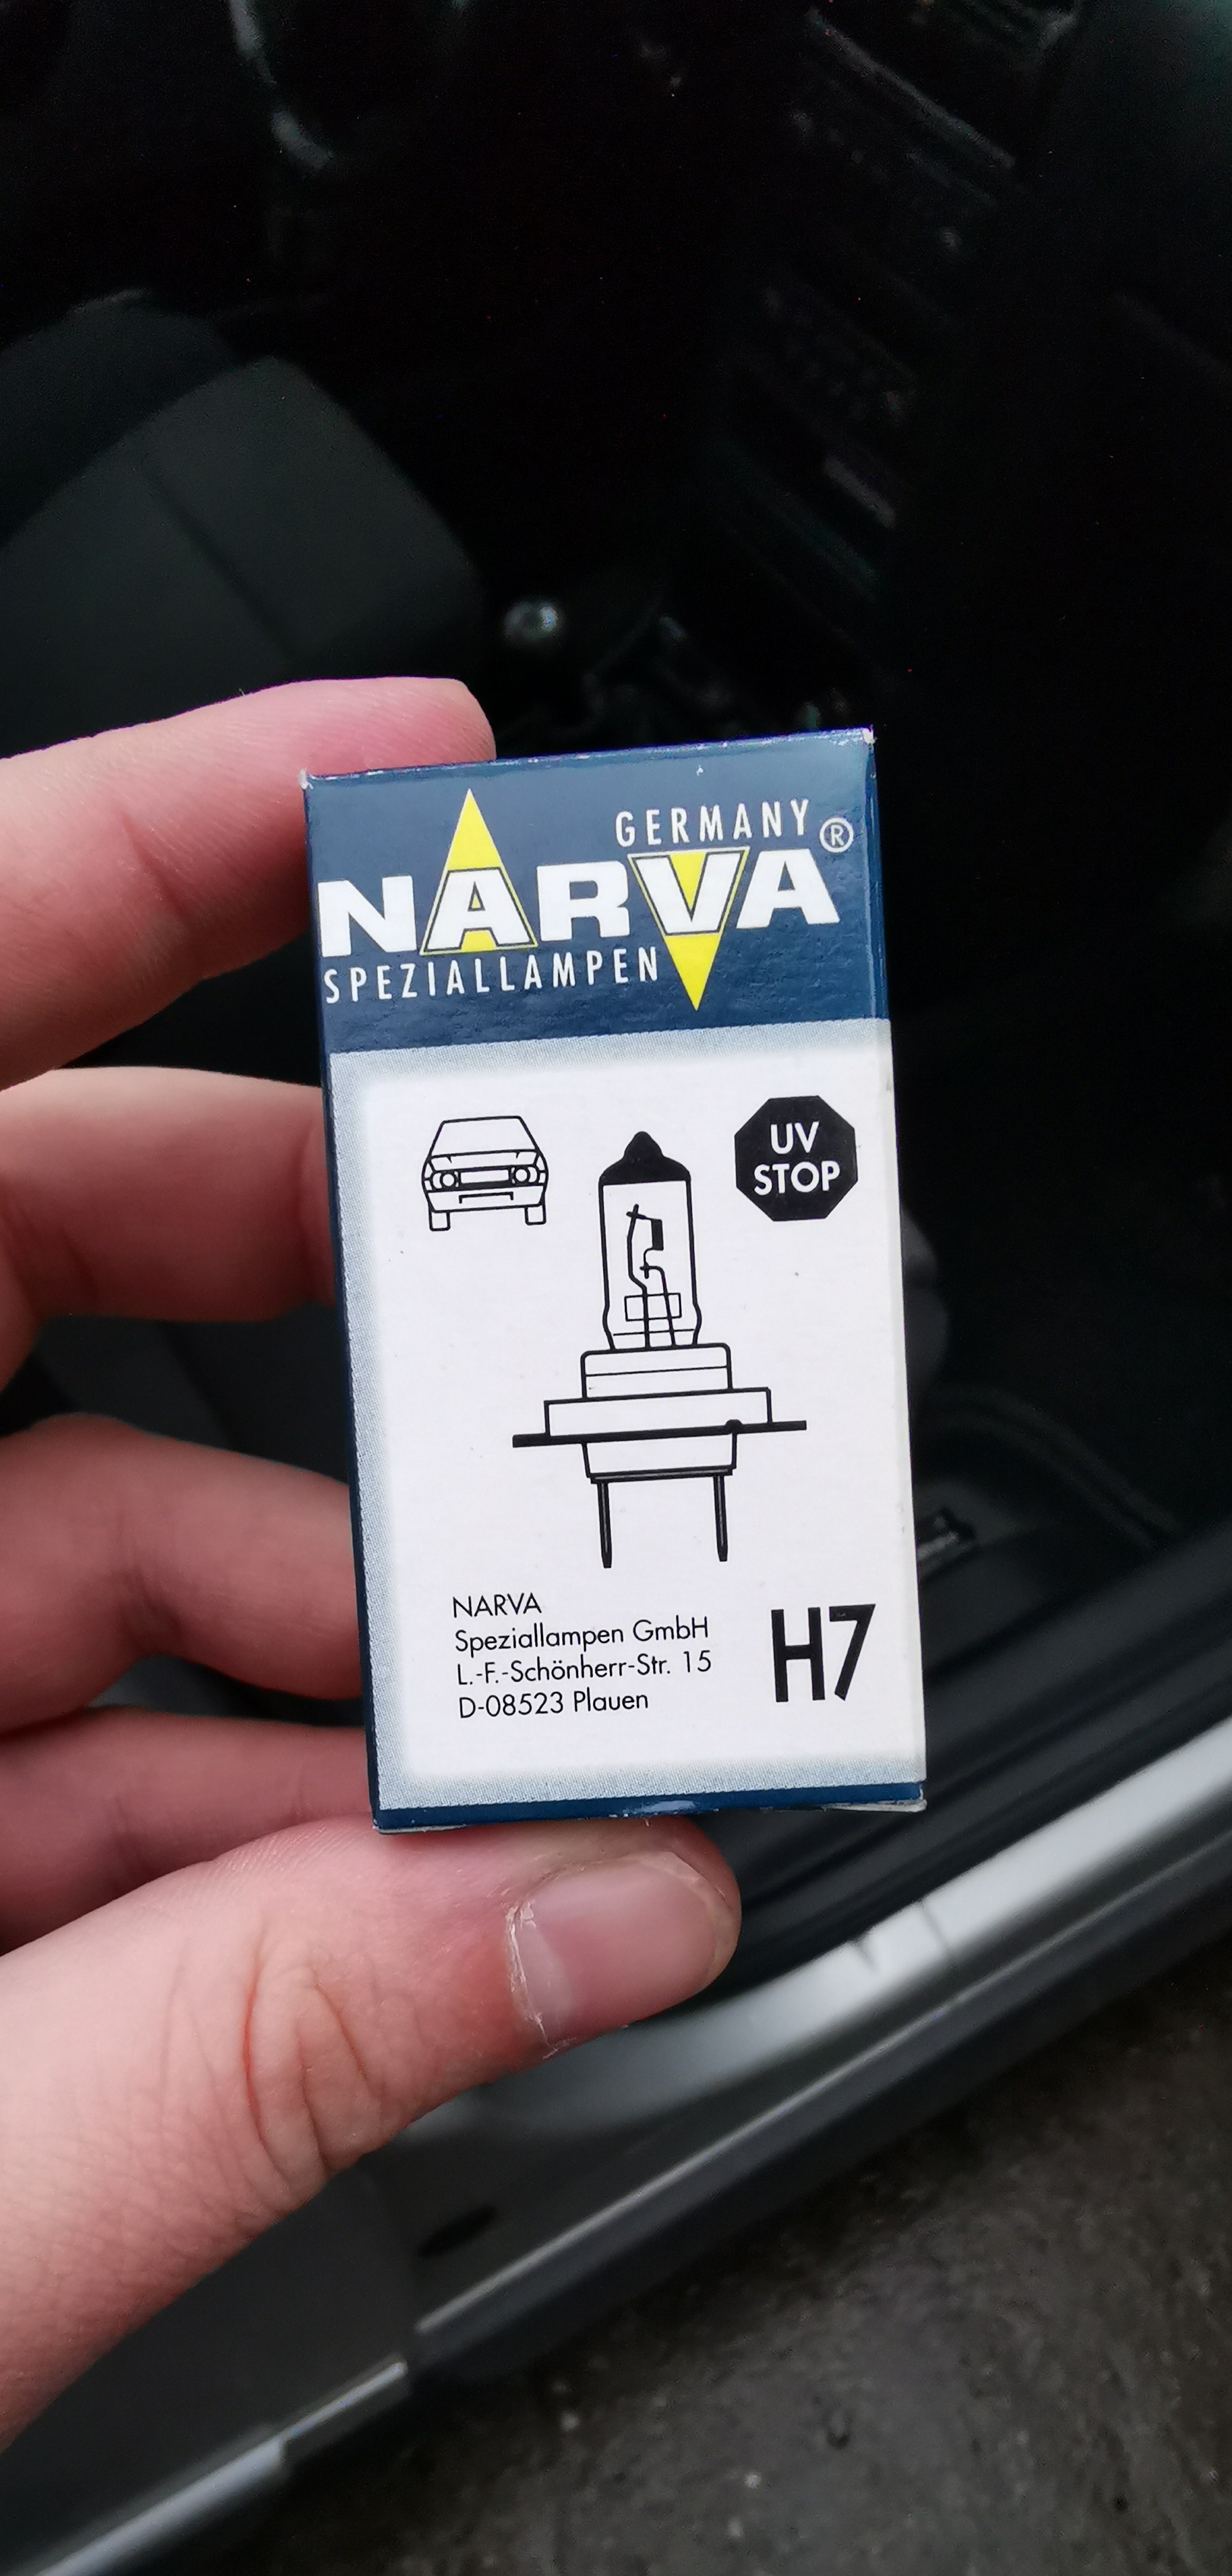 GERMANY
NARVA®
SPEZIALLAMPEN
UV
STOP
NARVA
Speziallampen GmbH
L.-F.-Schönherr-Str. 15
D-08523 Plauen
H7